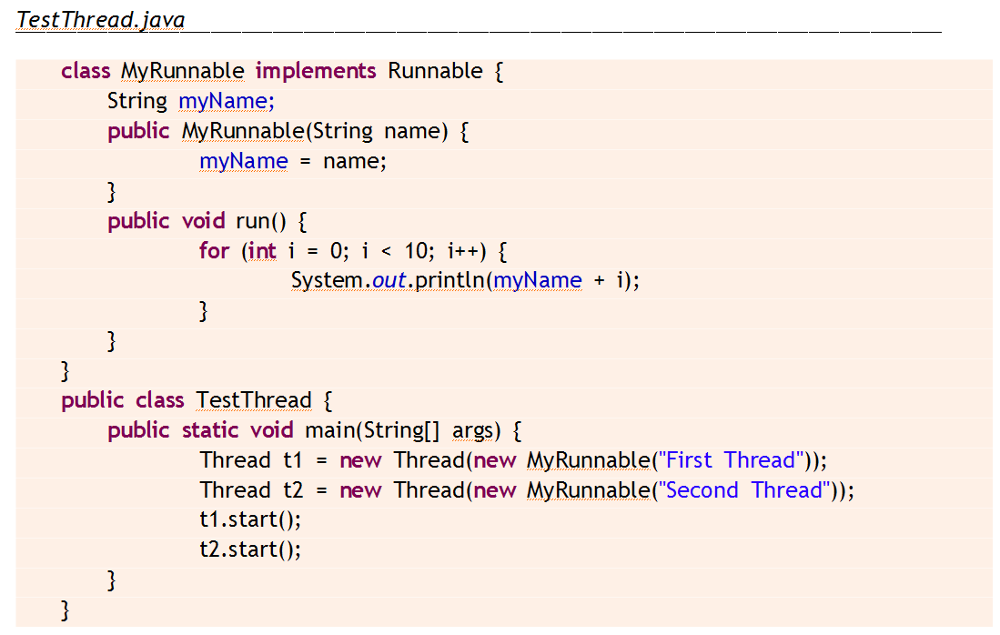 TestThread.java
class MyRunnable implements Runnable {
String myName;
public MyRunnable(String name) {
myName = name;
}
public void run() {
for (int i = 0; i < 10; i++) {
System.out.println(myName + i);
}
}
}
public class TestThread {
public static void main(String[] args) {
Thread t1 = new Thread(new MyRunnable("First Thread"));
Thread t2 = new Thread(new MyRunnable("Second Thread"));
t1.start();
t2.start();
}
}